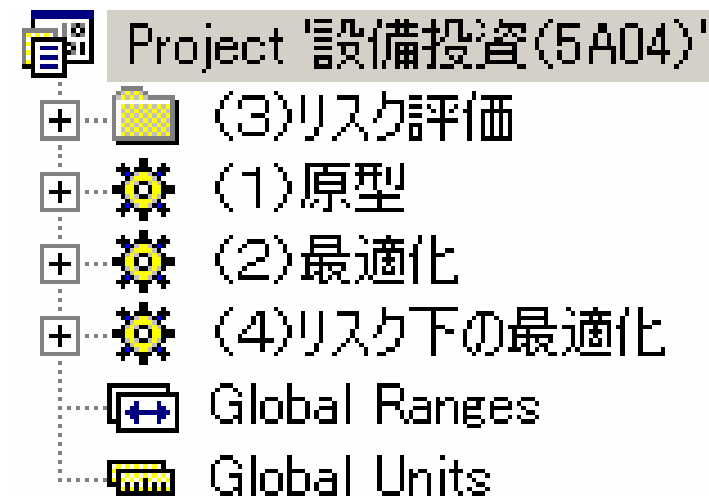 Project '設備投資(5A04)'
(3)リスク評価
(1)原型
(2)最適化
(4)リスク下の最適化
Global Ranges
Global Units